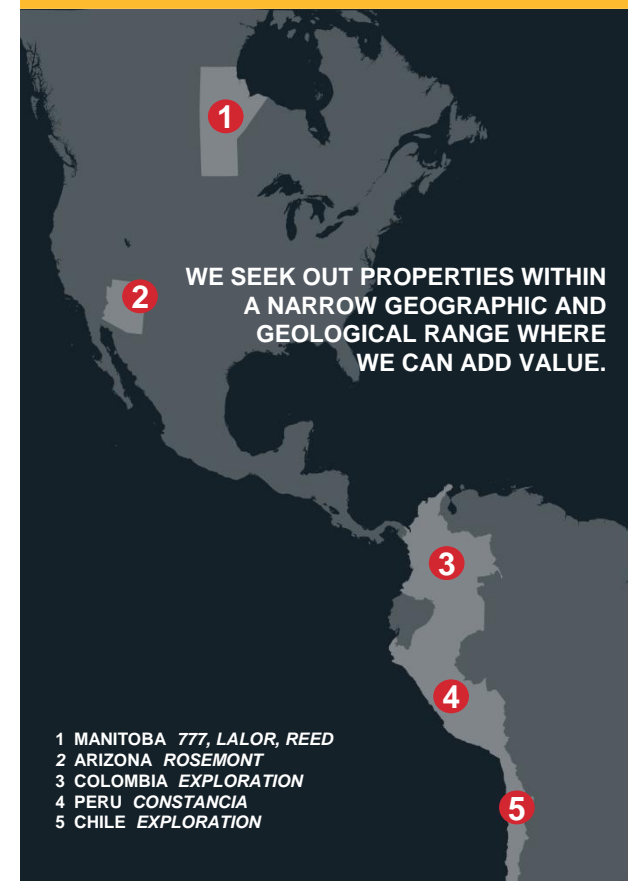 1
2
WE SEEK OUT PROPERTIES WITHIN
A NARROW GEOGRAPHIC AND
GEOLOGICAL RANGE WHERE
WE CAN ADD VALUE.
3
4
5
1 MANITOBA 777, LALOR, REED
2 ARIZONA ROSEMONT
3 COLOMBIA EXPLORATION
4 PERU CONSTANCIA
5 CHILE EXPLORATION